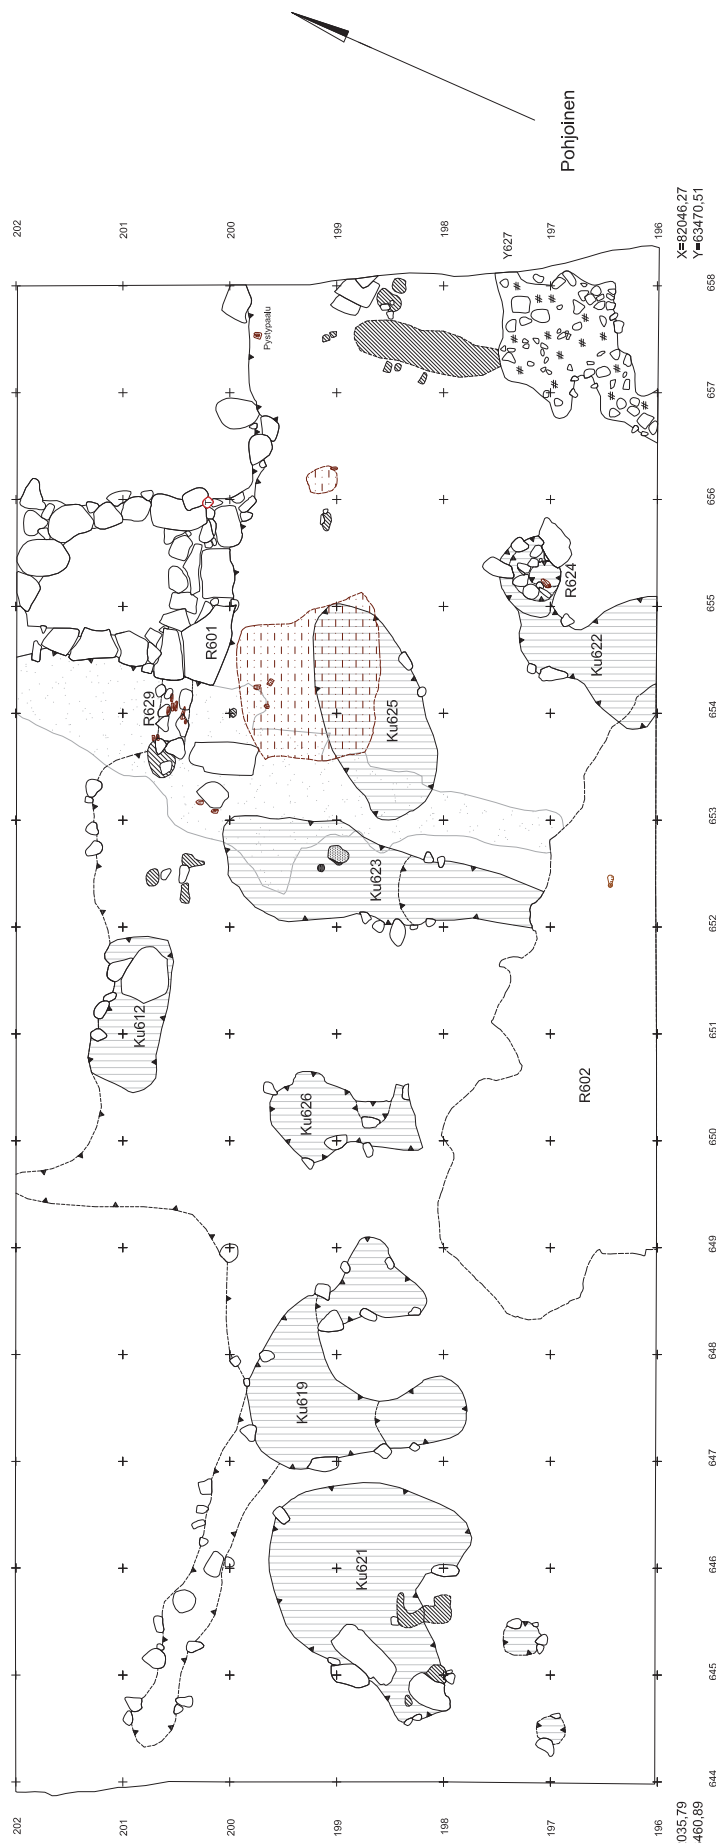 Pohjoinen
202
201
200
199
198
197
196
Y627
X=82046,27
Y=63470,51
658
657
656
655
654
653
652
651
650
649
648
647
646
645
644
Pystypaalu
R601
R629
R624
Ku622
Ku625
Ku623
Ku612
Ku626
R602
Ku619
Ku621
202
201
200
199
198
197
196
035,79
460,89